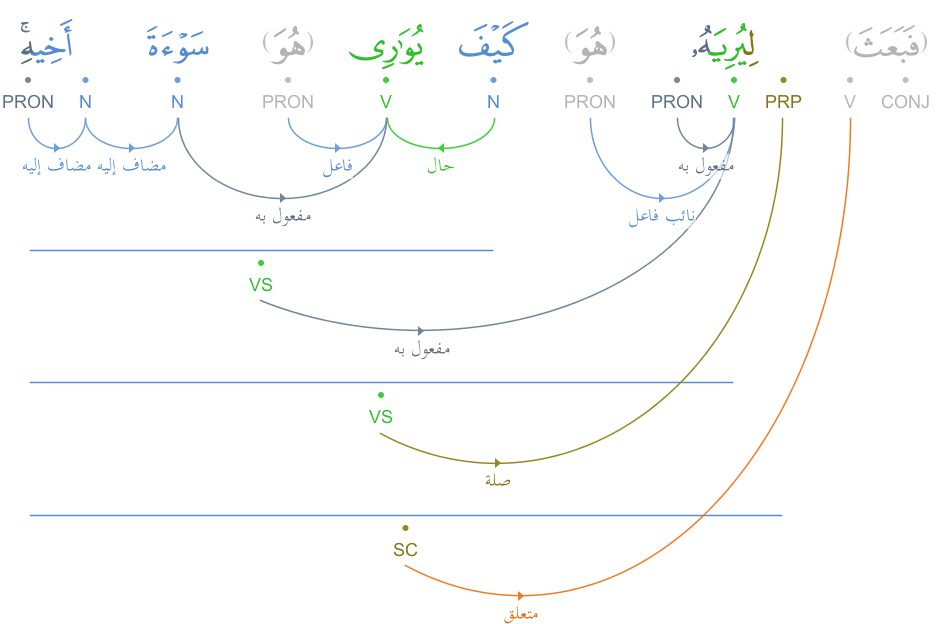 (فَبَعَثَ) لِيُرِيَهُۥ (هُوَ) كَيْفَ يُوَٰرِى (هُوَ) سَوْءَةَ أَخِيهِ ۚ
CONJ V PRP V PRON PRON N V PRON N N PRON
مفعول به حال فاعل مضاف إليه مضاف إليه
نائب فاعل مفعول به
VS
مفعول به
VS
صلة
SC
متعلق